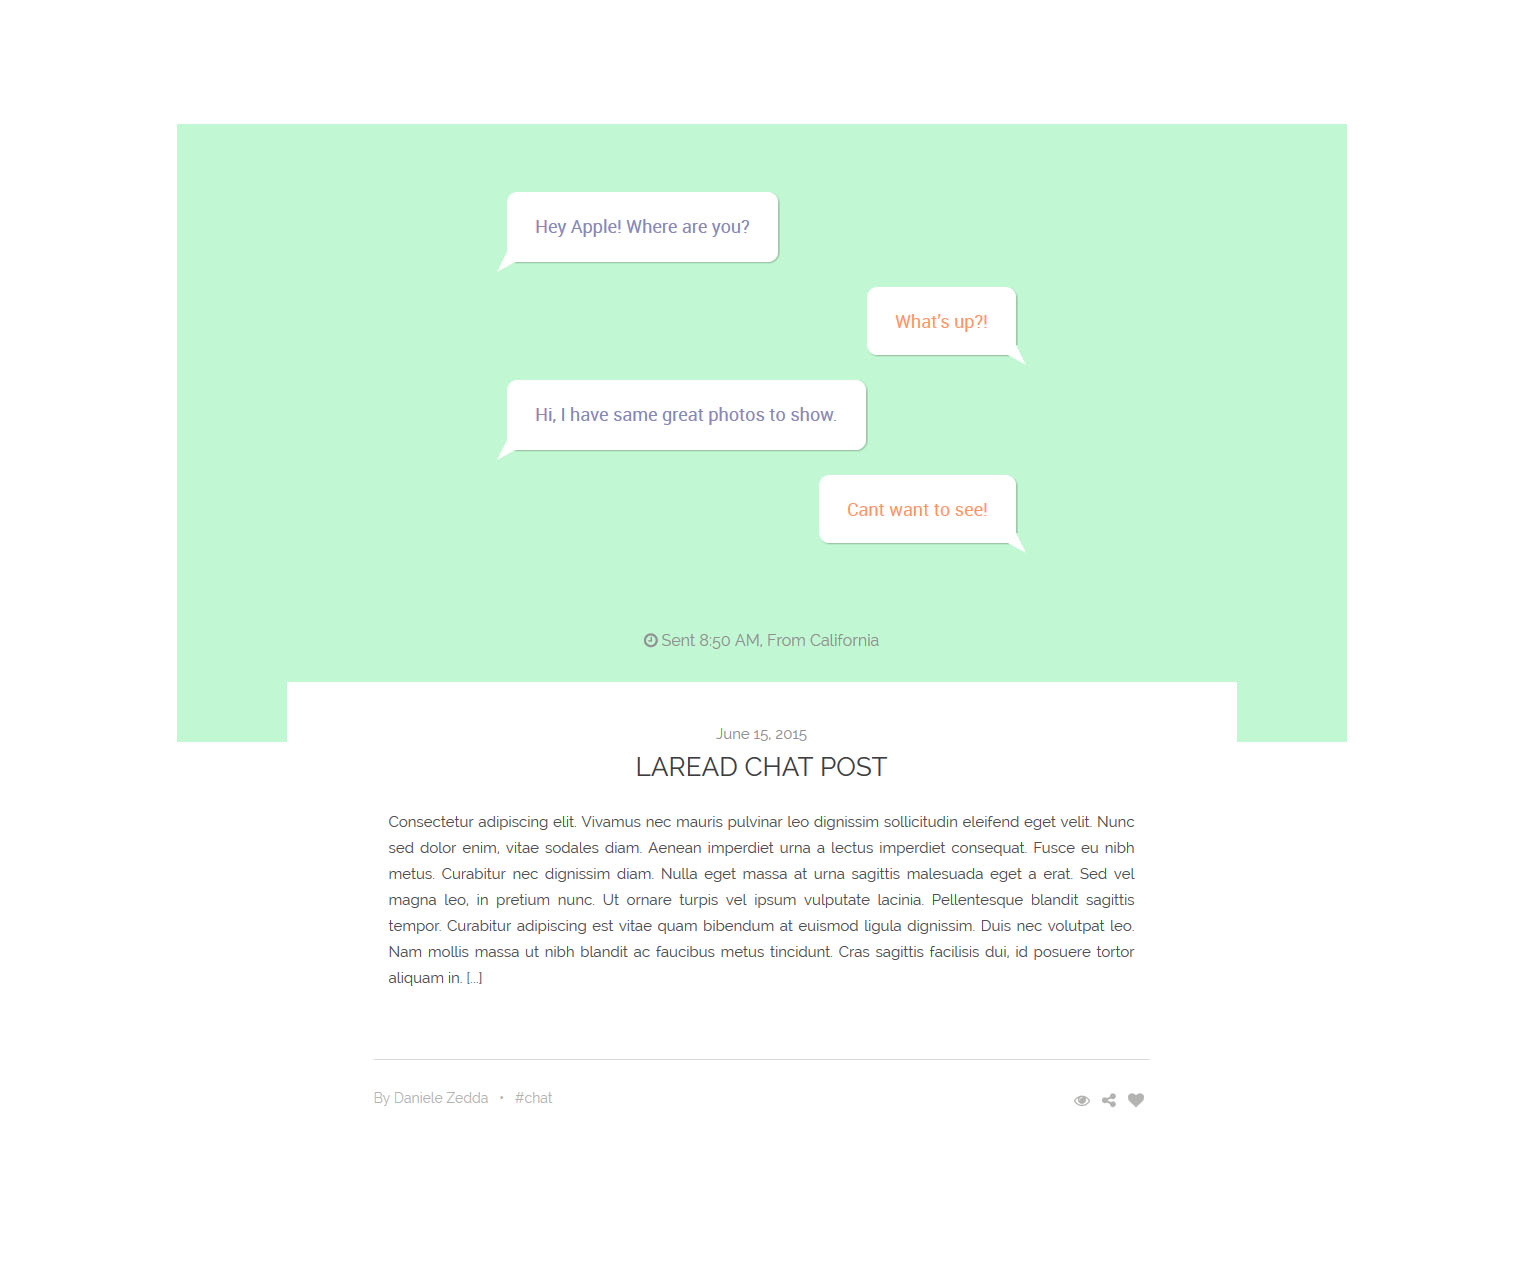 Hey Apple! Where are you?
What's up?!
Hi, I have same great photos to show.
Cant want to see!
Sent 8:50 AM, From California
June 15, 2015
LAREAD CHAT POST
Consectetur adipiscing elit. Vivamus nec mauris pulvinar leo dignissim sollicitudin eleifend eget velit. Nunc
sed dolor enim, vitae sodales diam. Aenean imperdiet urna a lectus imperdiet consequat. Fusce eu nibh
metus. Curabitur nec dignissim diam. Nulla eget massa at urna sagittis malesuada eget a erat. Sed vel
magna leo, in pretium nunc. Ut ornare turpis vel ipsum vulputate lacinia. Pellentesque blandit sagittis
tempor. Curabitur adipiscing est vitae quam bibendum at euismod ligula dignissim. Duis nec volutpat leo.
Nam mollis massa ut nibh blandit ac faucibus metus tincidunt. Cras sagittis facilisis dui, id posuere tortor
aliquam in. [...]
By Daniele Zedda • #chat